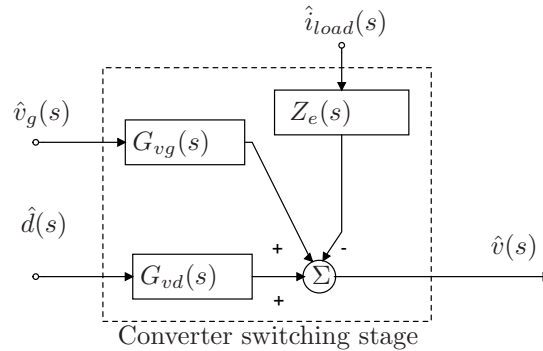 î_load(s)
v̂_g(s)
Z_e(s)
G_vg(s)
d̂(s)
+ -
v̂(s)
G_vd(s)
Σ
+
Converter switching stage